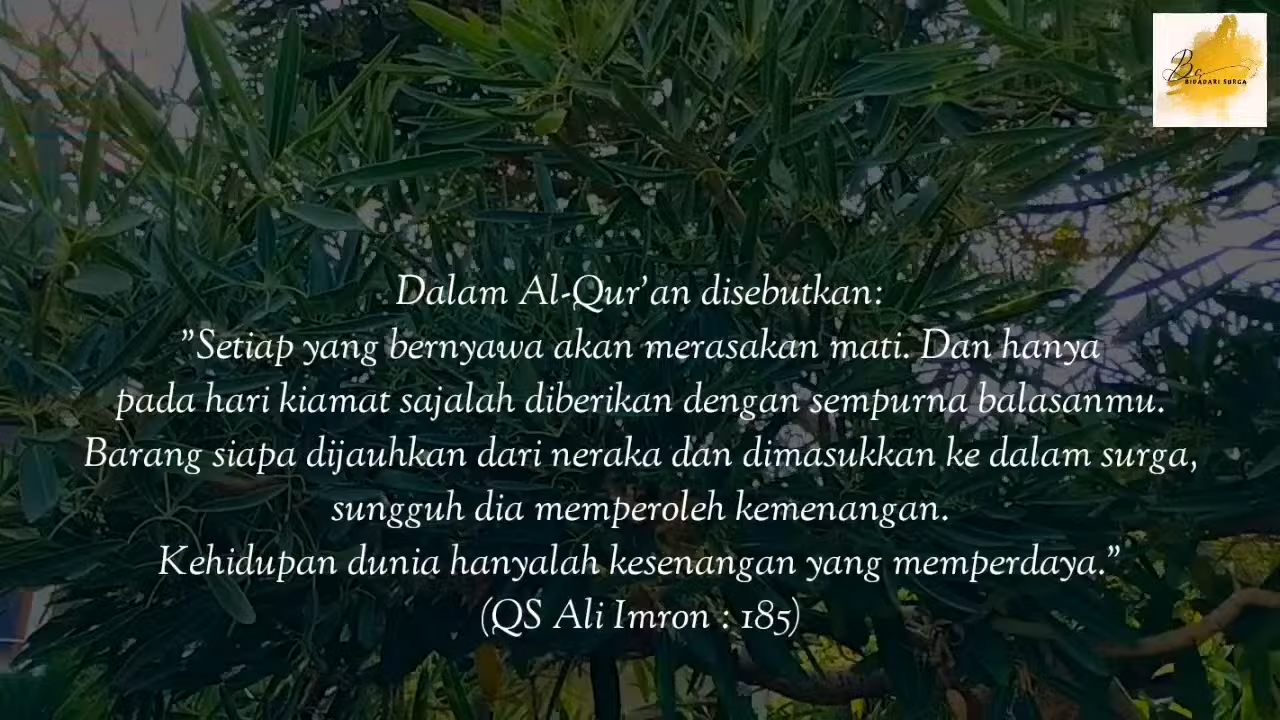 Bs
BIDADARI SURGA
Dalam Al-Qur'an disebutkan:
"Setiap yang bernyawa akan merasakan mati. Dan hanya
pada hari kiamat sajalah diberikan dengan sempurna balasanmu.
Barang siapa dijauhkan dari neraka dan dimasukkan ke dalam surga,
sungguh dia memperoleh kemenangan.
Kehidupan dunia hanyalah kesenangan yang memperdaya."
(QS Ali Imron : 185)